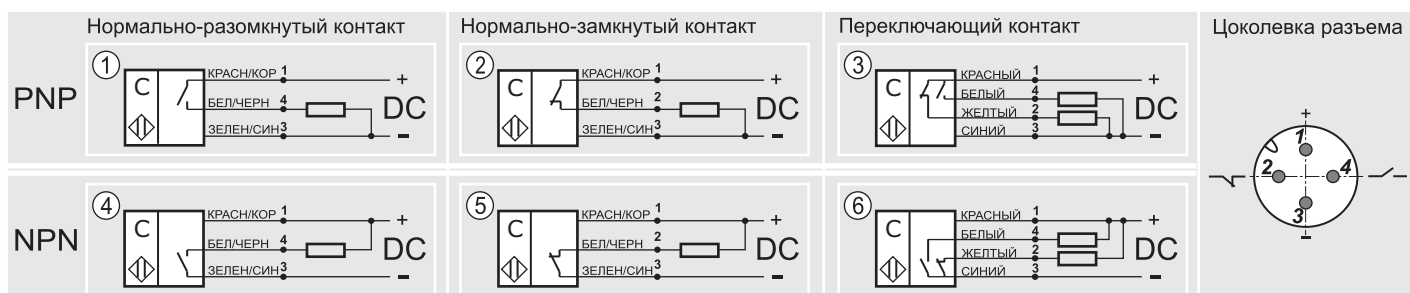 Нормально-разомкнутый контакт
Нормально-замкнутый контакт
Переключающий контакт
Цоколевка разъема
PNP
1
C
КРАСН/КОР 1
+
БЕЛ/ЧЕРН 4
DC
ЗЕЛЕН/СИН 3
-
2
C
КРАСН/КОР 1
+
БЕЛ/ЧЕРН 2
DC
ЗЕЛЕН/СИН 3
-
3
C
КРАСНЫЙ 1
+
БЕЛЫЙ 4
ЖЕЛТЫЙ 2
DC
СИНИЙ 3
-
+
1
2
4
3
-
NPN
4
C
КРАСН/КОР 1
+
БЕЛ/ЧЕРН 4
DC
ЗЕЛЕН/СИН 3
-
5
C
КРАСН/КОР 1
+
БЕЛ/ЧЕРН 2
DC
ЗЕЛЕН/СИН 3
-
6
C
КРАСНЫЙ 1
+
БЕЛЫЙ 4
ЖЕЛТЫЙ 2
DC
СИНИЙ 3
-